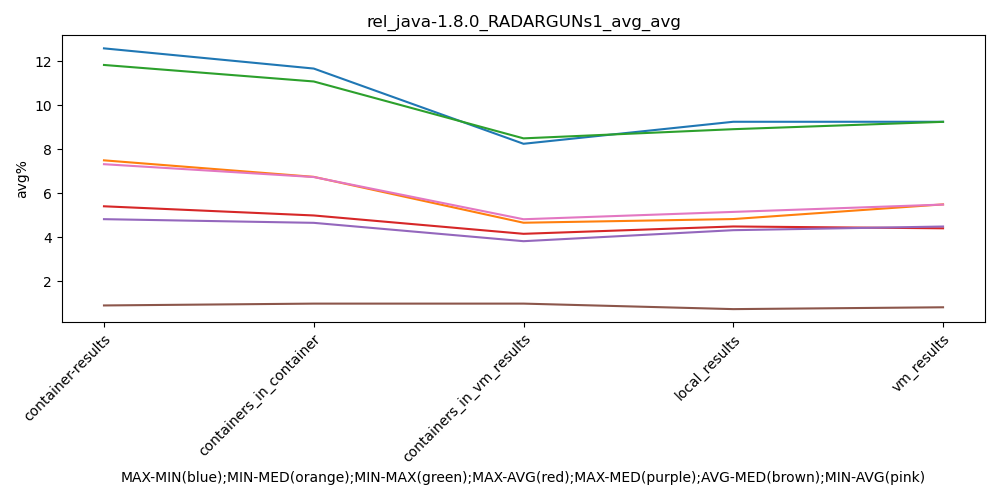 rel_java-1.8.0_RADARGUNs1_avg_avg
avg%
12
10
8
6
4
2
container-results
containers_in_container
containers_in_vm_results
local_results
vm_results
MAX-MIN(blue);MIN-MED(orange);MIN-MAX(green);MAX-AVG(red);MAX-MED(purple);AVG-MED(brown);MIN-AVG(pink)